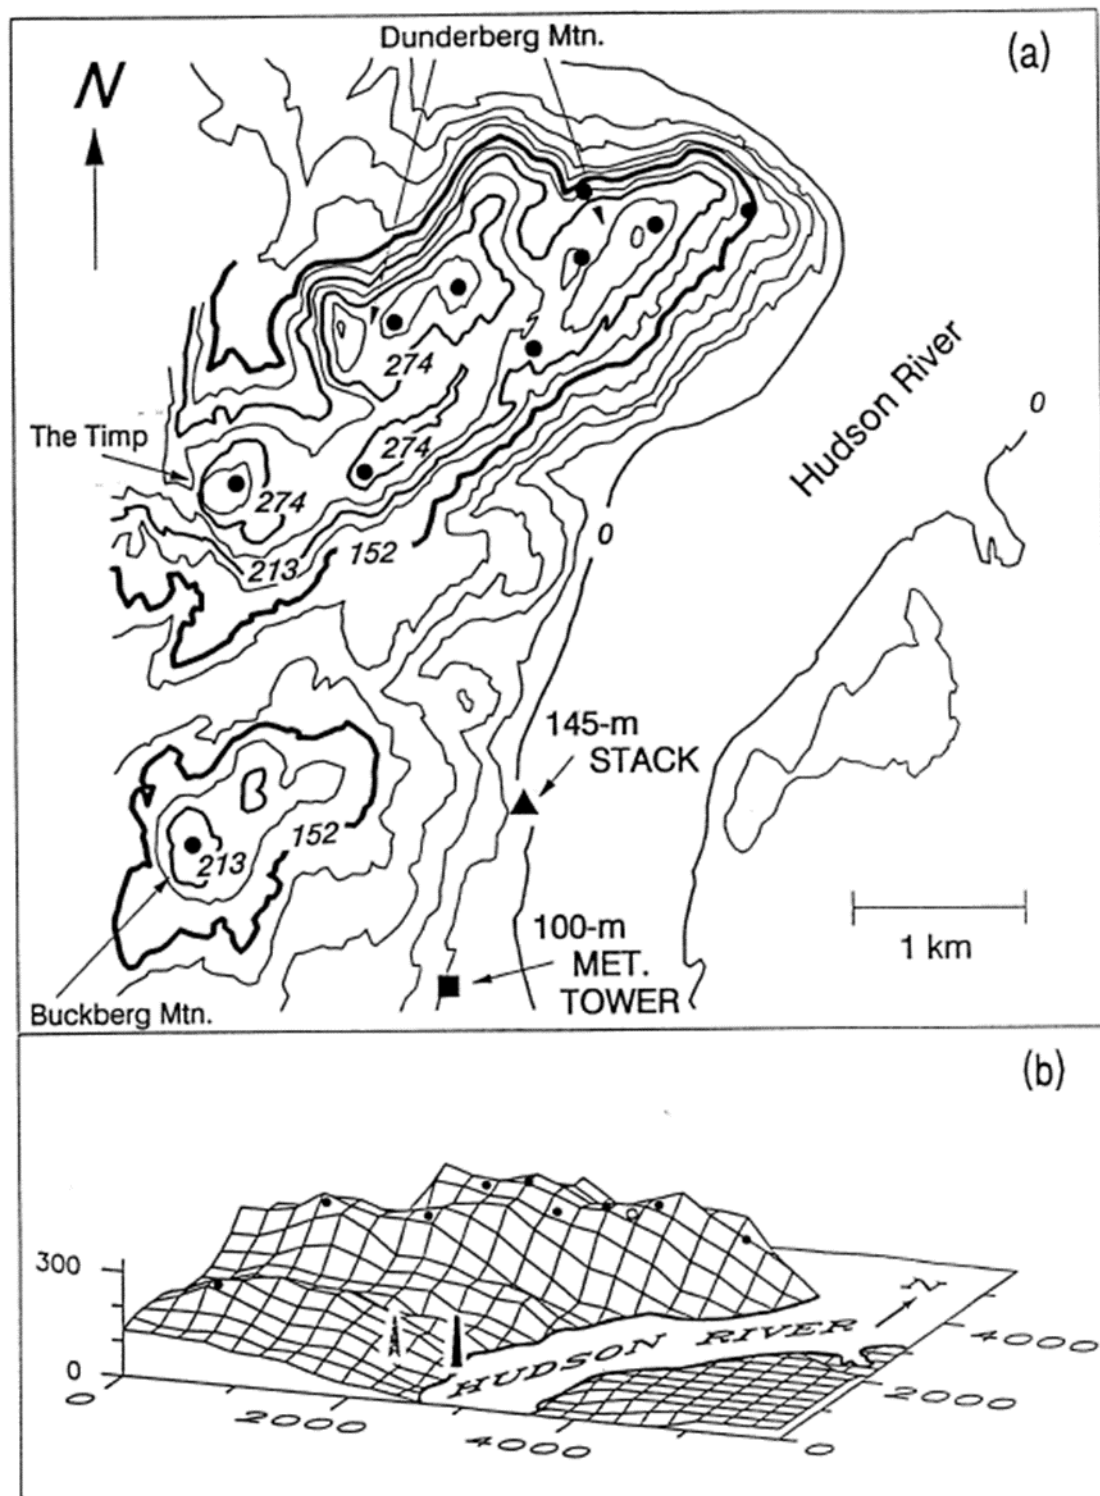 Dunderberg Mtn.
(a)
N
274
The Timp
274
274
Hudson River
0
0
213
152
145-m
STACK
152
213
100-m
MET.
TOWER
1 km
Buckberg Mtn.
(b)
300
0
N
HUDSON RIVER
4000
2000
0
0
2000
4000